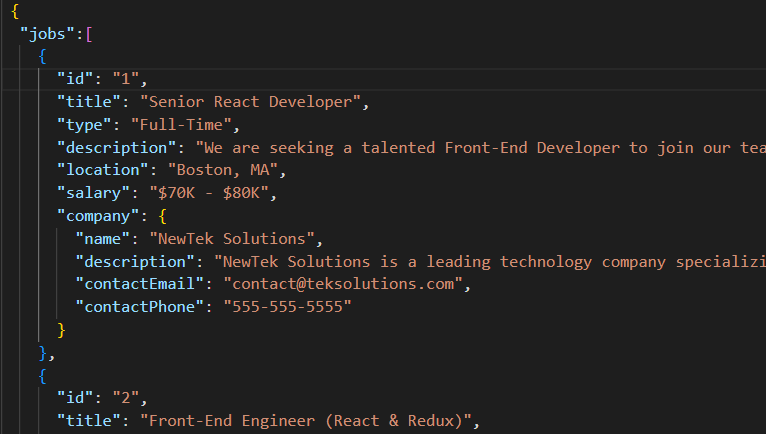 {
"jobs":[
{
"id": "1",
"title": "Senior React Developer",
"type": "Full-Time",
"description": "We are seeking a talented Front-End Developer to join our tea
"location": "Boston, MA",
"salary": "$70K - $80K",
"company": {
"name": "NewTek Solutions",
"description": "NewTek Solutions is a leading technology company specializi
"contactEmail": "contact@teksolutions.com",
"contactPhone": "555-555-5555"
}
},
{
"id": "2",
"title": "Front-End Engineer (React & Redux)",